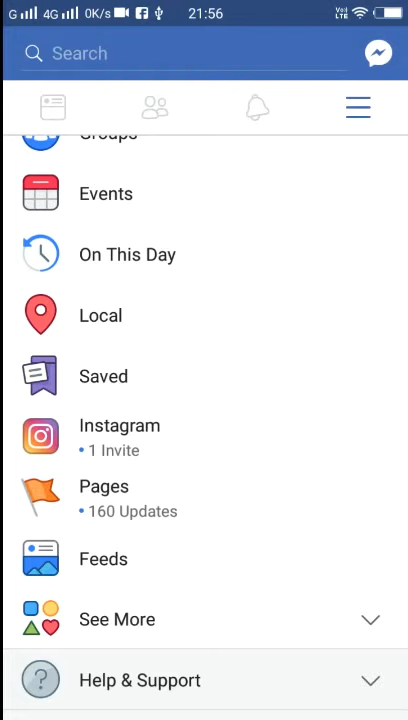 G 4G 0K/s 21:56 VoLTE
Search
Groups
Events
On This Day
Local
Saved
Instagram
• 1 Invite
Pages
• 160 Updates
Feeds
See More
? Help & Support